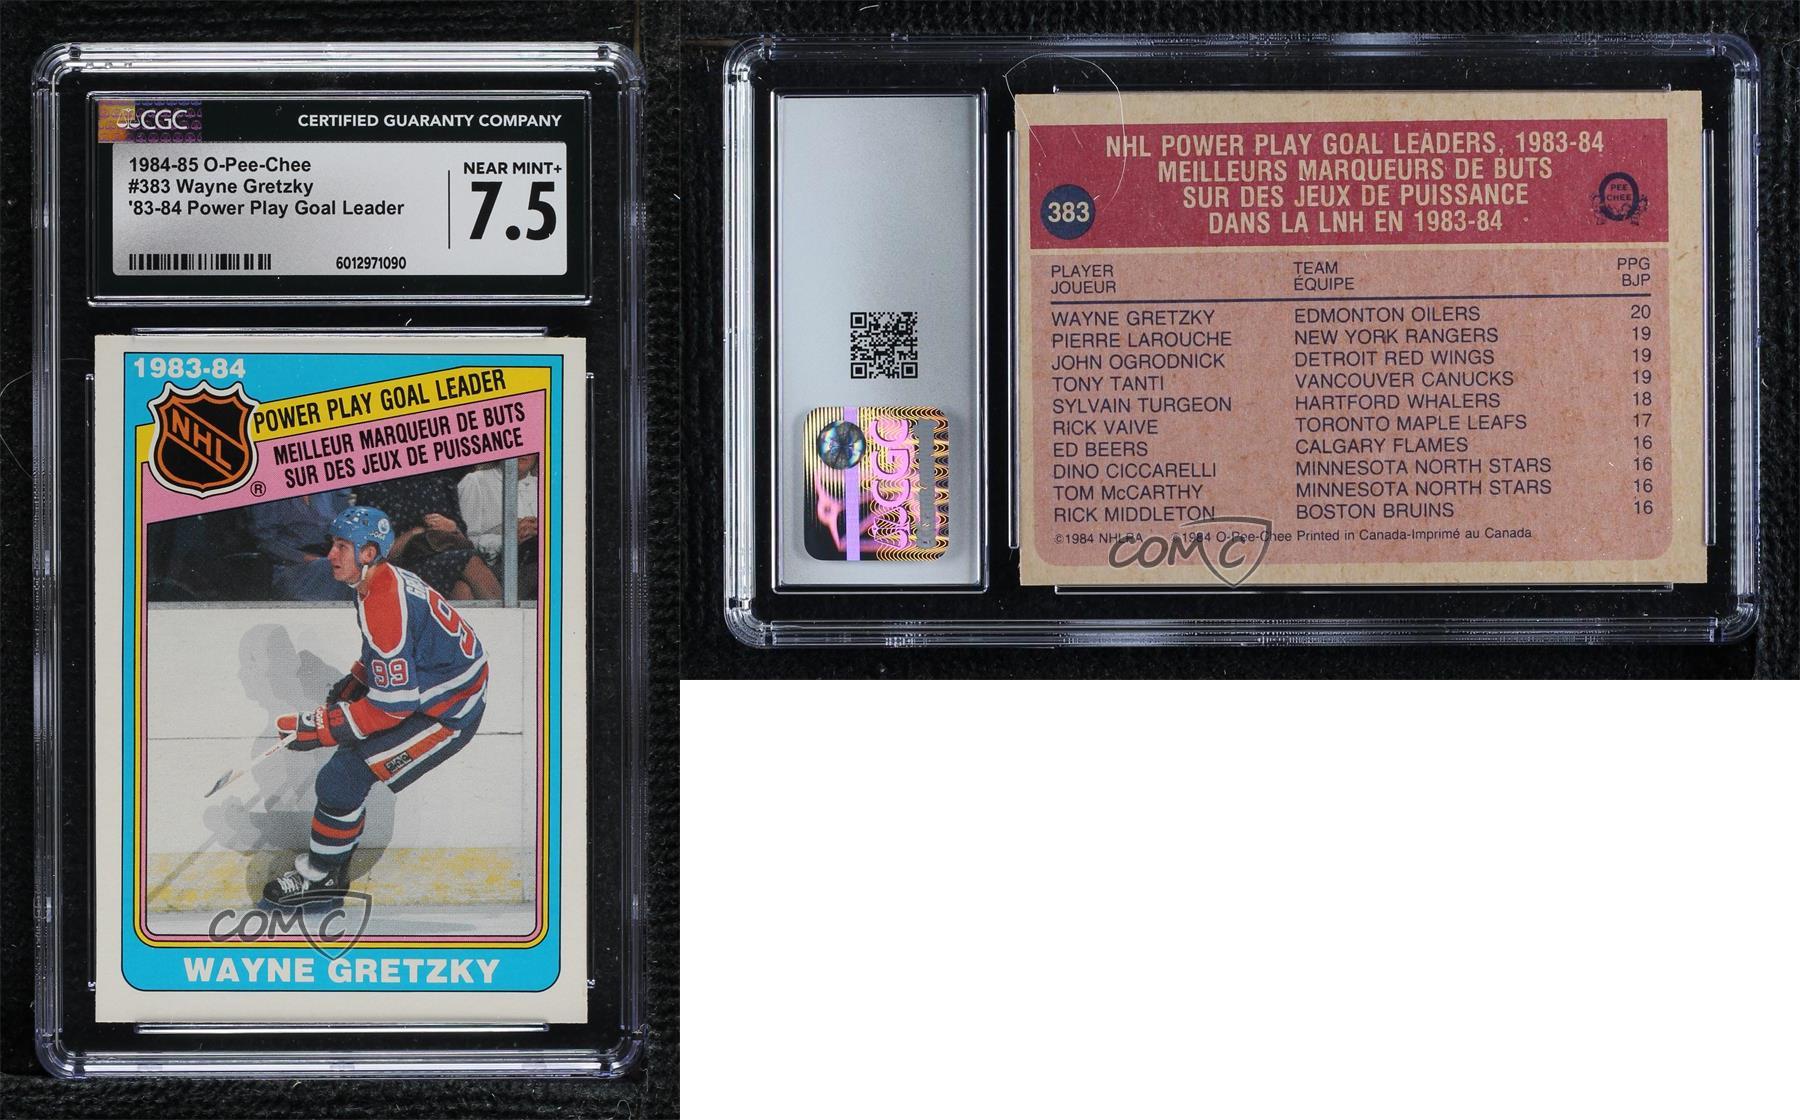 CGC
CERTIFIED GUARANTY COMPANY
1984-85 O-Pee-Chee
#383 Wayne Gretzky
'83-84 Power Play Goal Leader
NEAR MINT+
7.5
6012971090
1983-84
NHL
®
POWER PLAY GOAL LEADER
MEILLEUR MARQUEUR DE BUTS
SUR DES JEUX DE PUISSANCE
99
99
COMC
WAYNE GRETZKY
CGC
NHL POWER PLAY GOAL LEADERS, 1983-84
MEILLEURS MARQUEURS DE BUTS
SUR DES JEUX DE PUISSANCE
DANS LA LNH EN 1983-84
383
O PEE CHEE
PLAYER TEAM PPG
JOUEUR ÉQUIPE BJP
WAYNE GRETZKY EDMONTON OILERS 20
PIERRE LAROUCHE NEW YORK RANGERS 19
JOHN OGRODNICK DETROIT RED WINGS 19
TONY TANTI VANCOUVER CANUCKS 19
SYLVAIN TURGEON HARTFORD WHALERS 18
RICK VAIVE TORONTO MAPLE LEAFS 17
ED BEERS CALGARY FLAMES 16
DINO CICCARELLI MINNESOTA NORTH STARS 16
TOM McCARTHY MINNESOTA NORTH STARS 16
RICK MIDDLETON BOSTON BRUINS 16
©1984 NHLPA ©1984 O-Pee-Chee Printed in Canada-Imprimé au Canada
COMC